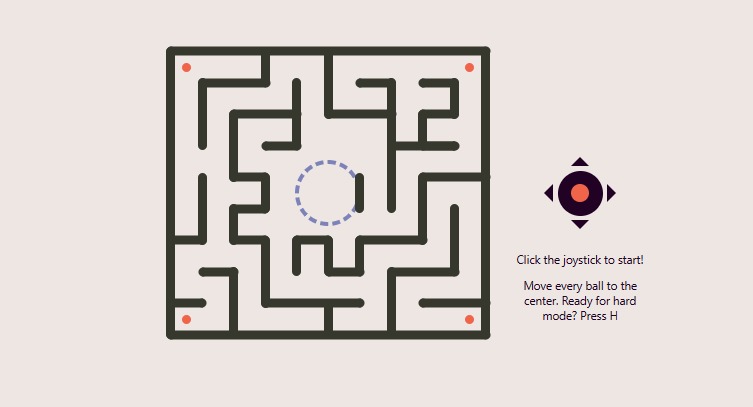 Click the joystick to start!
Move every ball to the
center. Ready for hard
mode? Press H